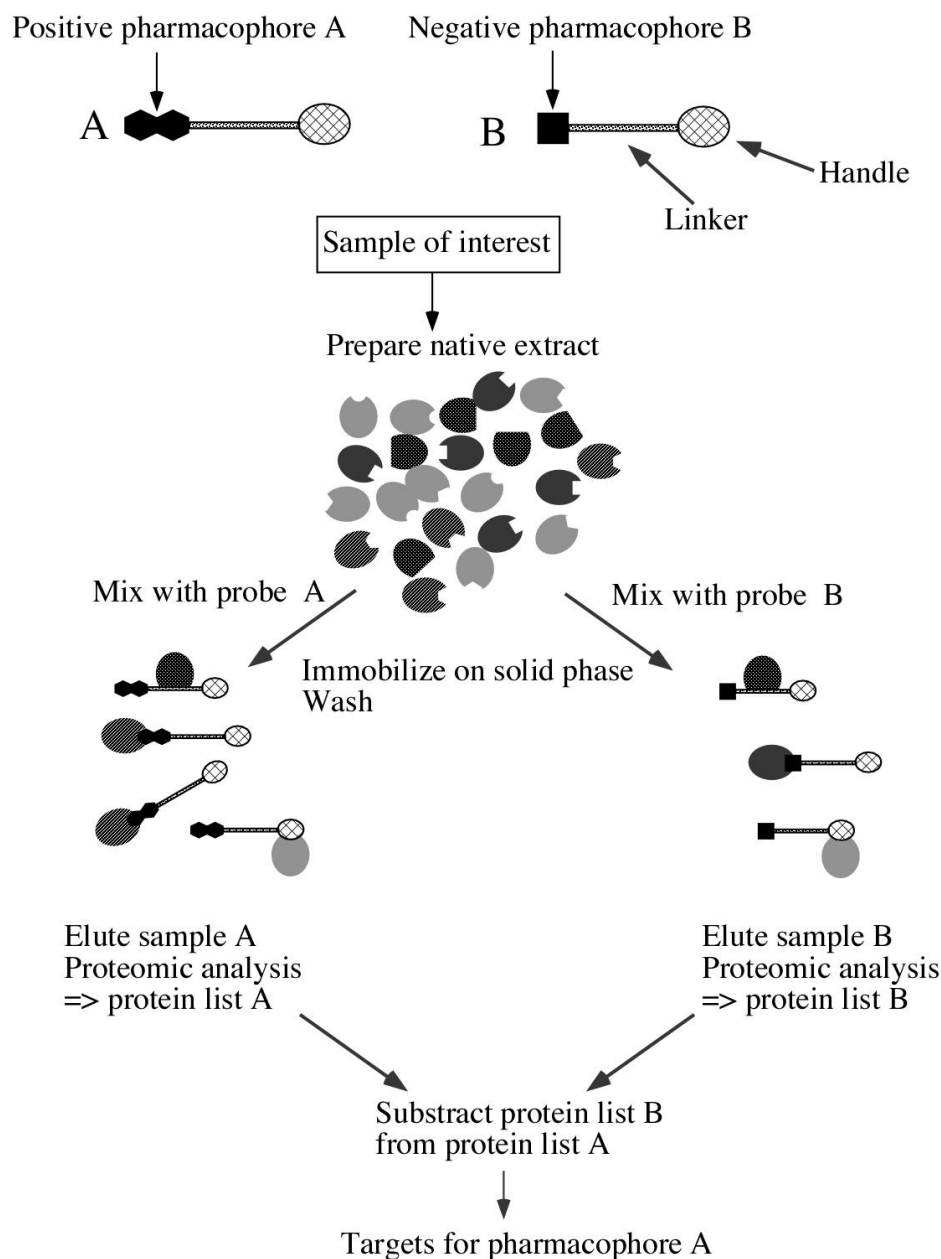 Positive pharmacophore A
Negative pharmacophore B
A
B
Handle
Linker
Sample of interest
Prepare native extract
Mix with probe A
Mix with probe B
Immobilize on solid phase
Wash
Elute sample A
Proteomic analysis
=> protein list A
Elute sample B
Proteomic analysis
=> protein list B
Substract protein list B
from protein list A
Targets for pharmacophore A